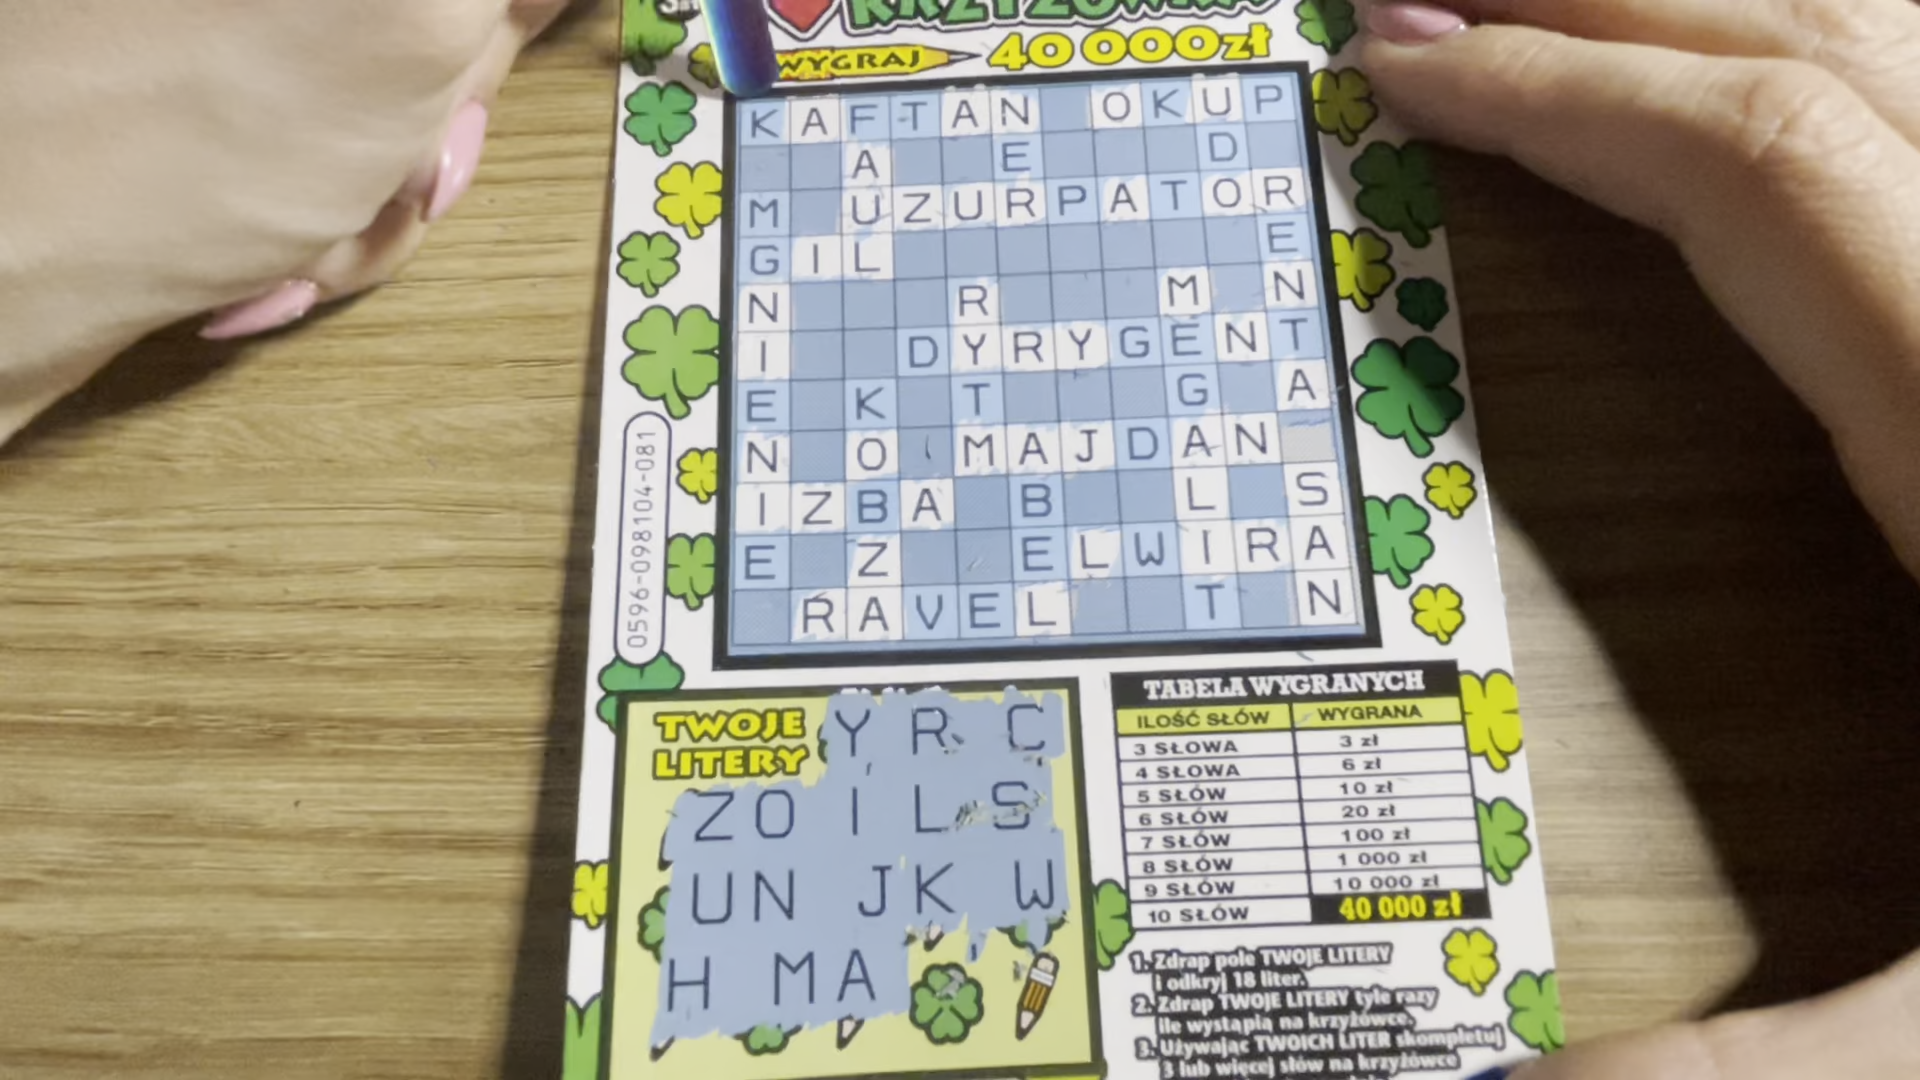 KRZYŻÓWKA
WYGRAJ 40 000zł
KAFTAN OKUP
A E D
M UZURPATOR
GIL E
N R M N
I DYRYGENT
E K T G A
N O MAJDAN
IZBA B L S
E Z ELWIRA
RAVEL T N
0596-098104-081
TWOJE
LITERY
Y R C
Z O I L S
U N J K W
H M A
TABELA WYGRANYCH
ILOŚĆ SŁÓW WYGRANA
3 SŁOWA 3 zł
4 SŁOWA 6 zł
5 SŁÓW 10 zł
6 SŁÓW 20 zł
7 SŁÓW 100 zł
8 SŁÓW 1 000 zł
9 SŁÓW 10 000 zł
10 SŁÓW 40 000 zł
1. Zdrap pole TWOJE LITERY
i odkryj 18 liter.
2. Zdrap TWOJE LITERY tyle razy
ile wystąpią na krzyżówce.
3. Używając TWOICH LITER skompletuj
3 lub więcej słów na krzyżówce